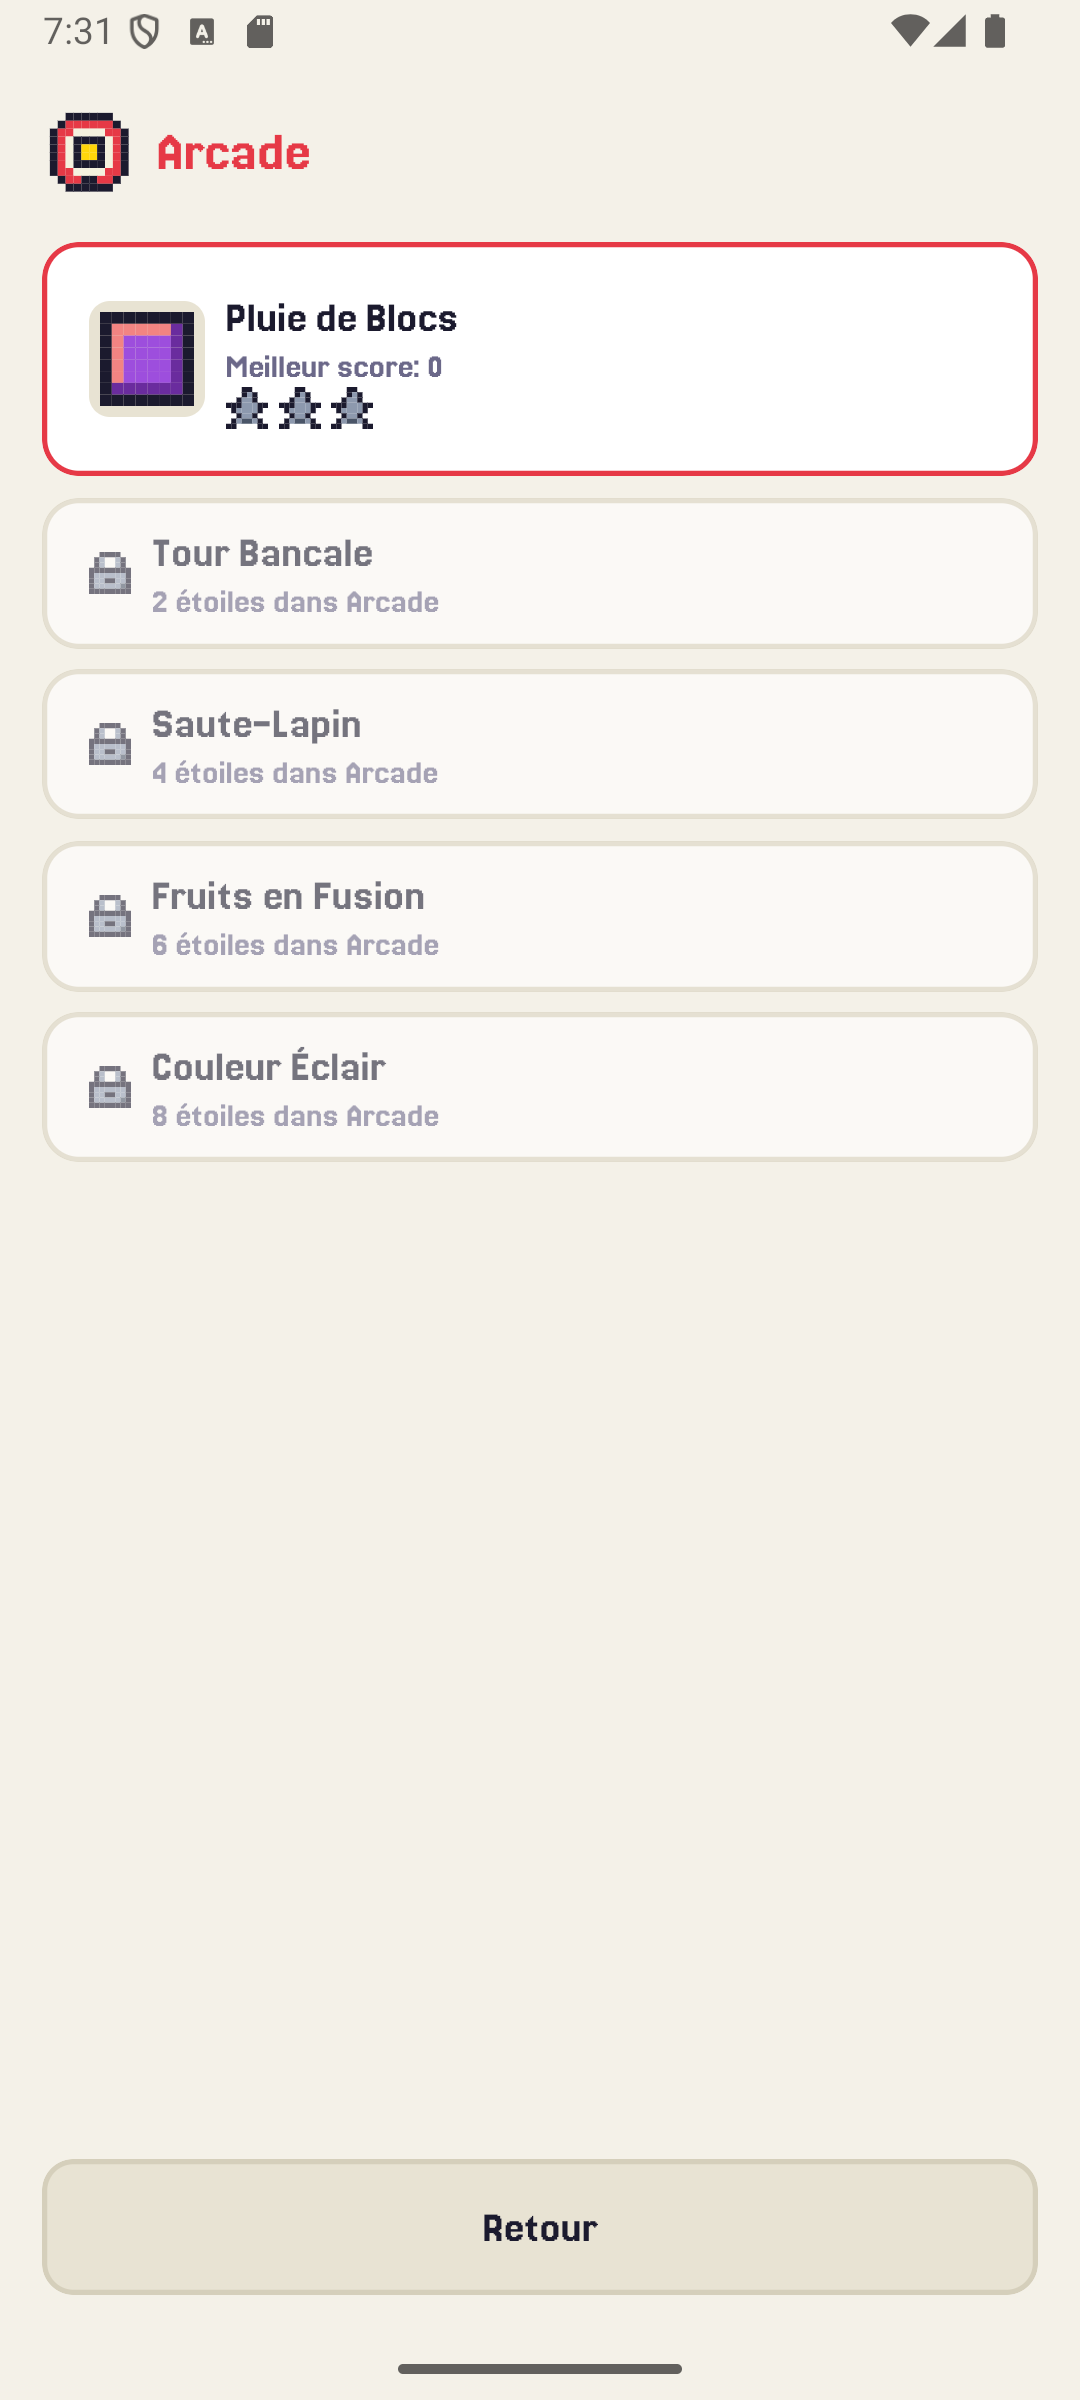 7:31
Arcade
Pluie de Blocs
Meilleur score: 0
Tour Bancale
2 étoiles dans Arcade
Saute-Lapin
4 étoiles dans Arcade
Fruits en Fusion
6 étoiles dans Arcade
Couleur Éclair
8 étoiles dans Arcade
Retour